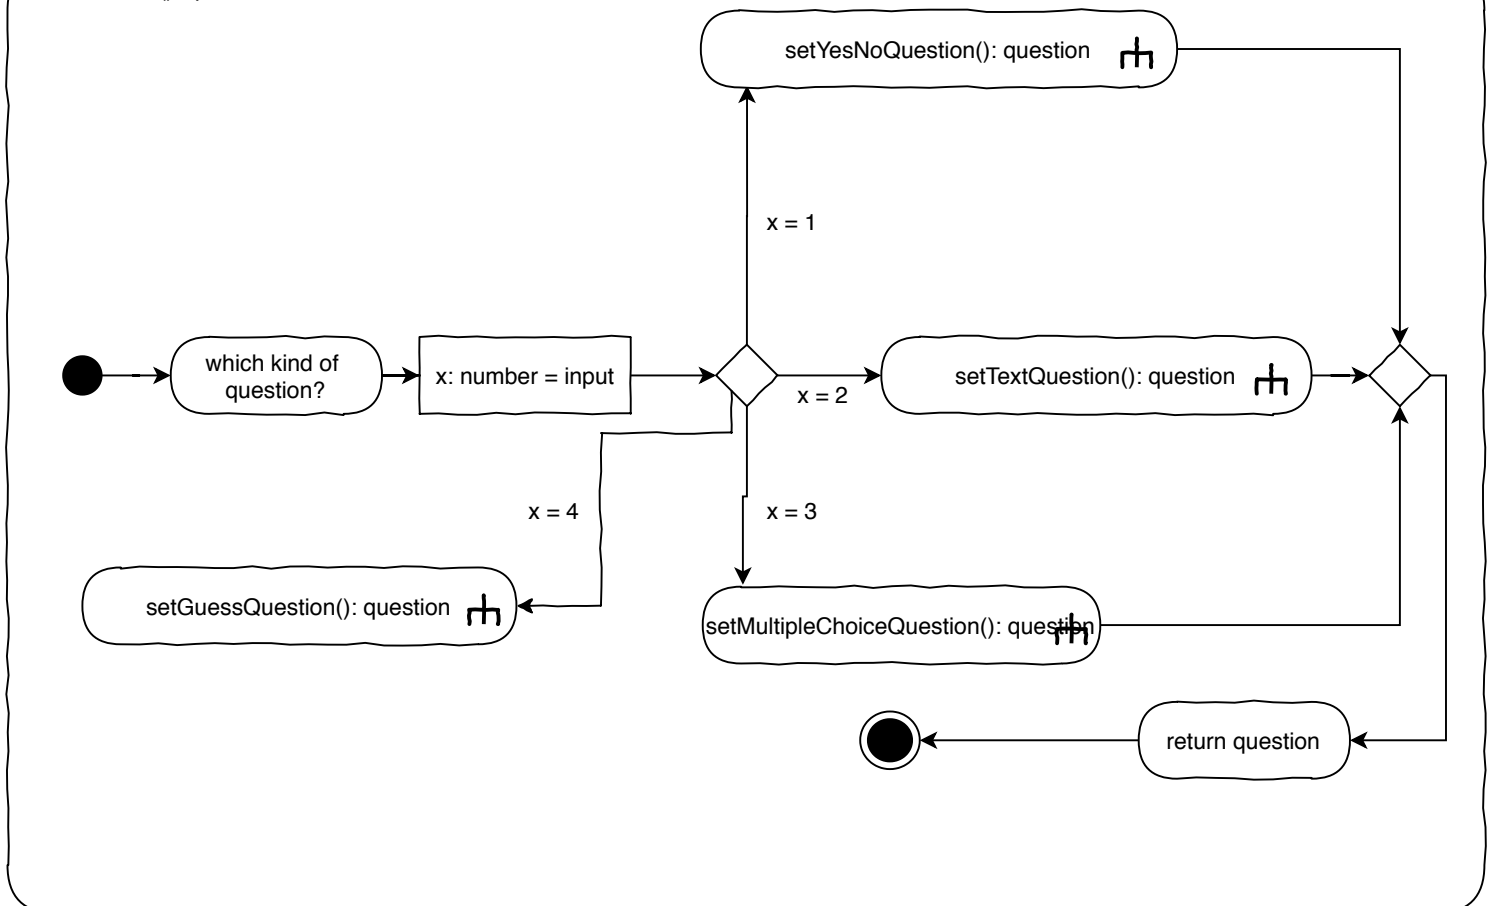 setYesNoQuestion(): question
x = 1
which kind of
question?
x: number = input
setTextQuestion(): question
x = 2
x = 4
x = 3
setGuessQuestion(): question
setMultipleChoiceQuestion(): question
return question